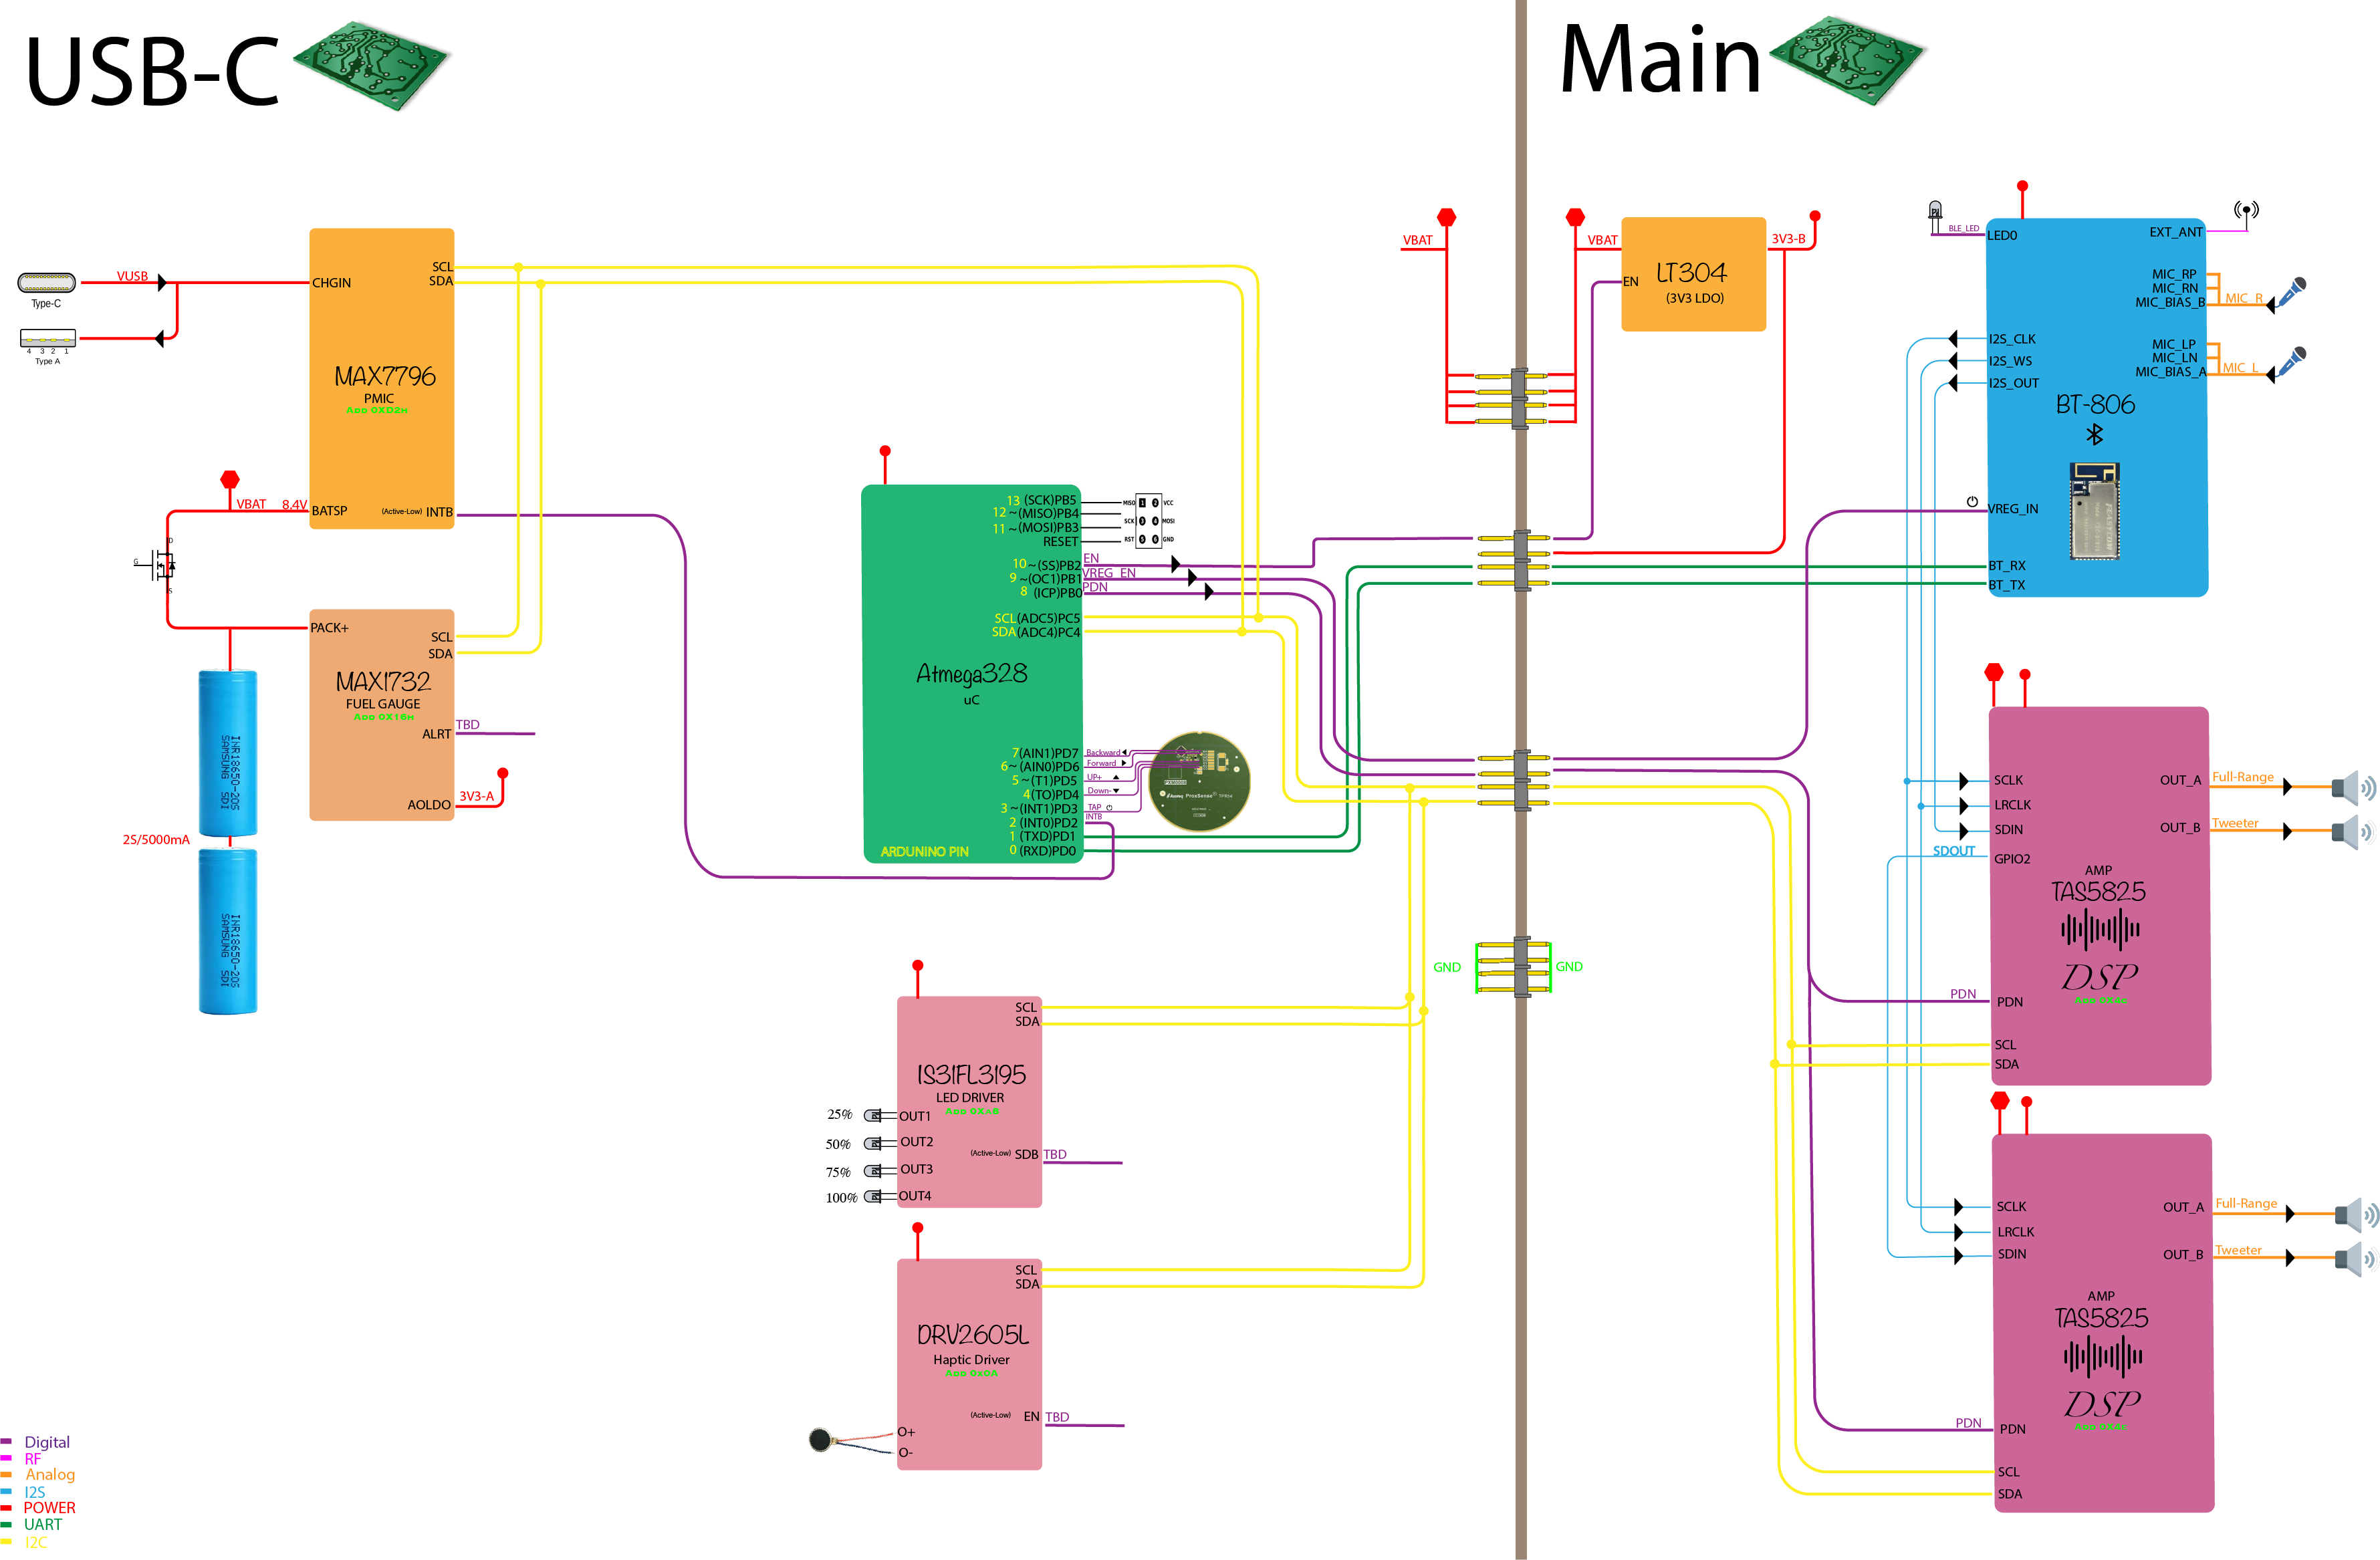 USB-C
Main
VUSB
Type-C
4 3 2 1
Type A
CHGIN
SCL
SDA
MAX7796
PMIC
ADD 0XD2H
VBAT
8.4V
BATSP
(Active-Low) INTB
D
G
S
PACK+
SCL
SDA
MAX1732
FUEL GAUGE
ADD 0X16H
ALRT
TBD
AOLDO
3V3-A
INR18650-20S
SAMSUNG SDI
2S/5000mA
INR18650-20S
SAMSUNG SDI
13 (SCK)PB5
12 ~ (MISO)PB4
11 ~ (MOSI)PB3
RESET
MISO 1 2 VCC
SCK 3 4 MOSI
RST 5 6 GND
10 ~ (SS)PB2
EN
9 ~ (OC1)PB1
VREG_EN
8 (ICP)PB0
PDN
SCL (ADC5)PC5
SDA (ADC4)PC4
Atmega328
uC
7 (AIN1)PD7
Backward
6~ (AIN0)PD6
Forward
5 ~ (T1)PD5
UP+
4 (TO)PD4
Down-
3 ~ (INT1)PD3
TAP
2 (INT0)PD2
INTB
1 (TXD)PD1
0 (RXD)PD0
ARDUNINO PIN
SCL
SDA
IS31FL3195
LED DRIVER
25%
OUT1
50%
OUT2
75%
OUT3
100%
OUT4
(Active-Low) SDB
TBD
SCL
SDA
DRV2605L
Haptic Driver
ADD 0x0A
(Active-Low) EN
TBD
O+
O-
VBAT
VBAT
EN
LT304
(3V3 LDO)
3V3-B
GND
GND
BLE_LED
LED0
EXT_ANT
MIC_RP
MIC_RN
MIC_BIAS_B
MIC_R
MIC_LP
MIC_LN
MIC_BIAS_A
MIC_L
I2S_CLK
I2S_WS
I2S_OUT
BT-806
VREG_IN
BT_RX
BT_TX
SCLK
LRCLK
SDIN
SDOUT
GPIO2
OUT_A
Full-Range
OUT_B
Tweeter
AMP
TAS5825
DSP
PDN
PDN
SCL
SDA
SCLK
LRCLK
SDIN
OUT_A
Full-Range
OUT_B
Tweeter
AMP
TAS5825
DSP
PDN
PDN
SCL
SDA
Digital
RF
Analog
I2S
POWER
UART
I2C